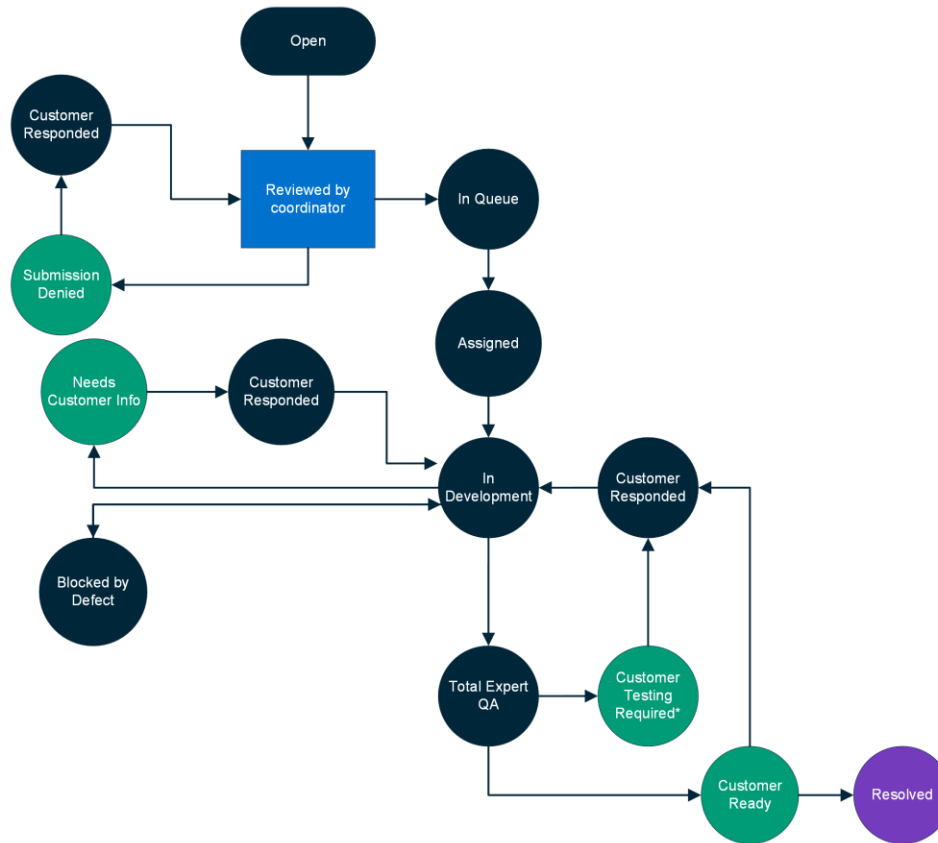 Open
Customer
Responded
Reviewed by
coordinator
In Queue
Submission
Denied
Assigned
Needs
Customer Info
Customer
Responded
In
Development
Customer
Responded
Blocked by
Defect
Total Expert
QA
Customer
Testing
Required*
Customer
Ready
Resolved